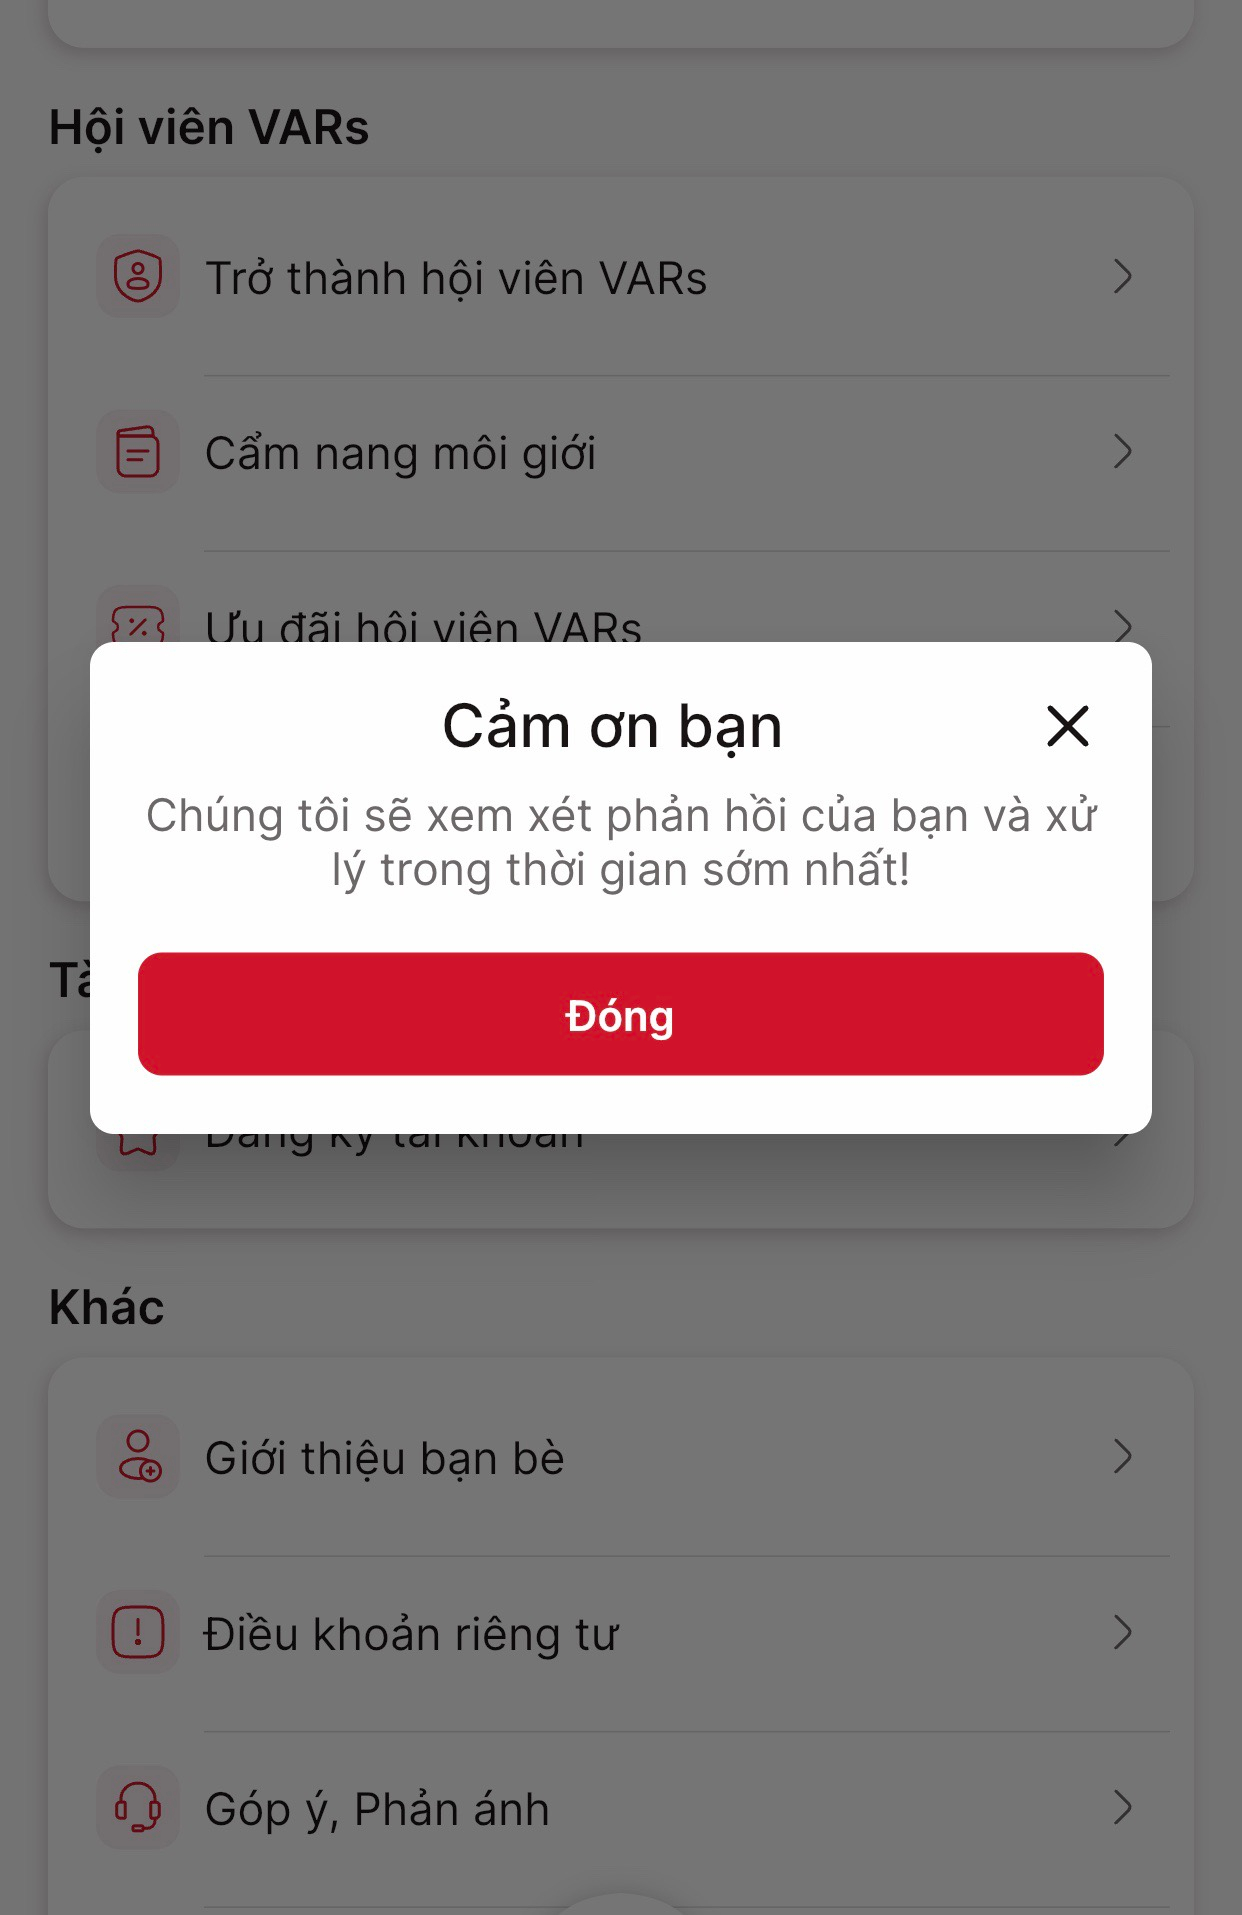 Hội viên VARs
Trở thành hội viên VARs
Cẩm nang môi giới
Ưu đãi hội viên VARs
Cảm ơn bạn
Chúng tôi sẽ xem xét phản hồi của bạn và xử
lý trong thời gian sớm nhất!
Đóng
Đăng ký tài khoản
Khác
Giới thiệu bạn bè
Điều khoản riêng tư
Góp ý, Phản ánh